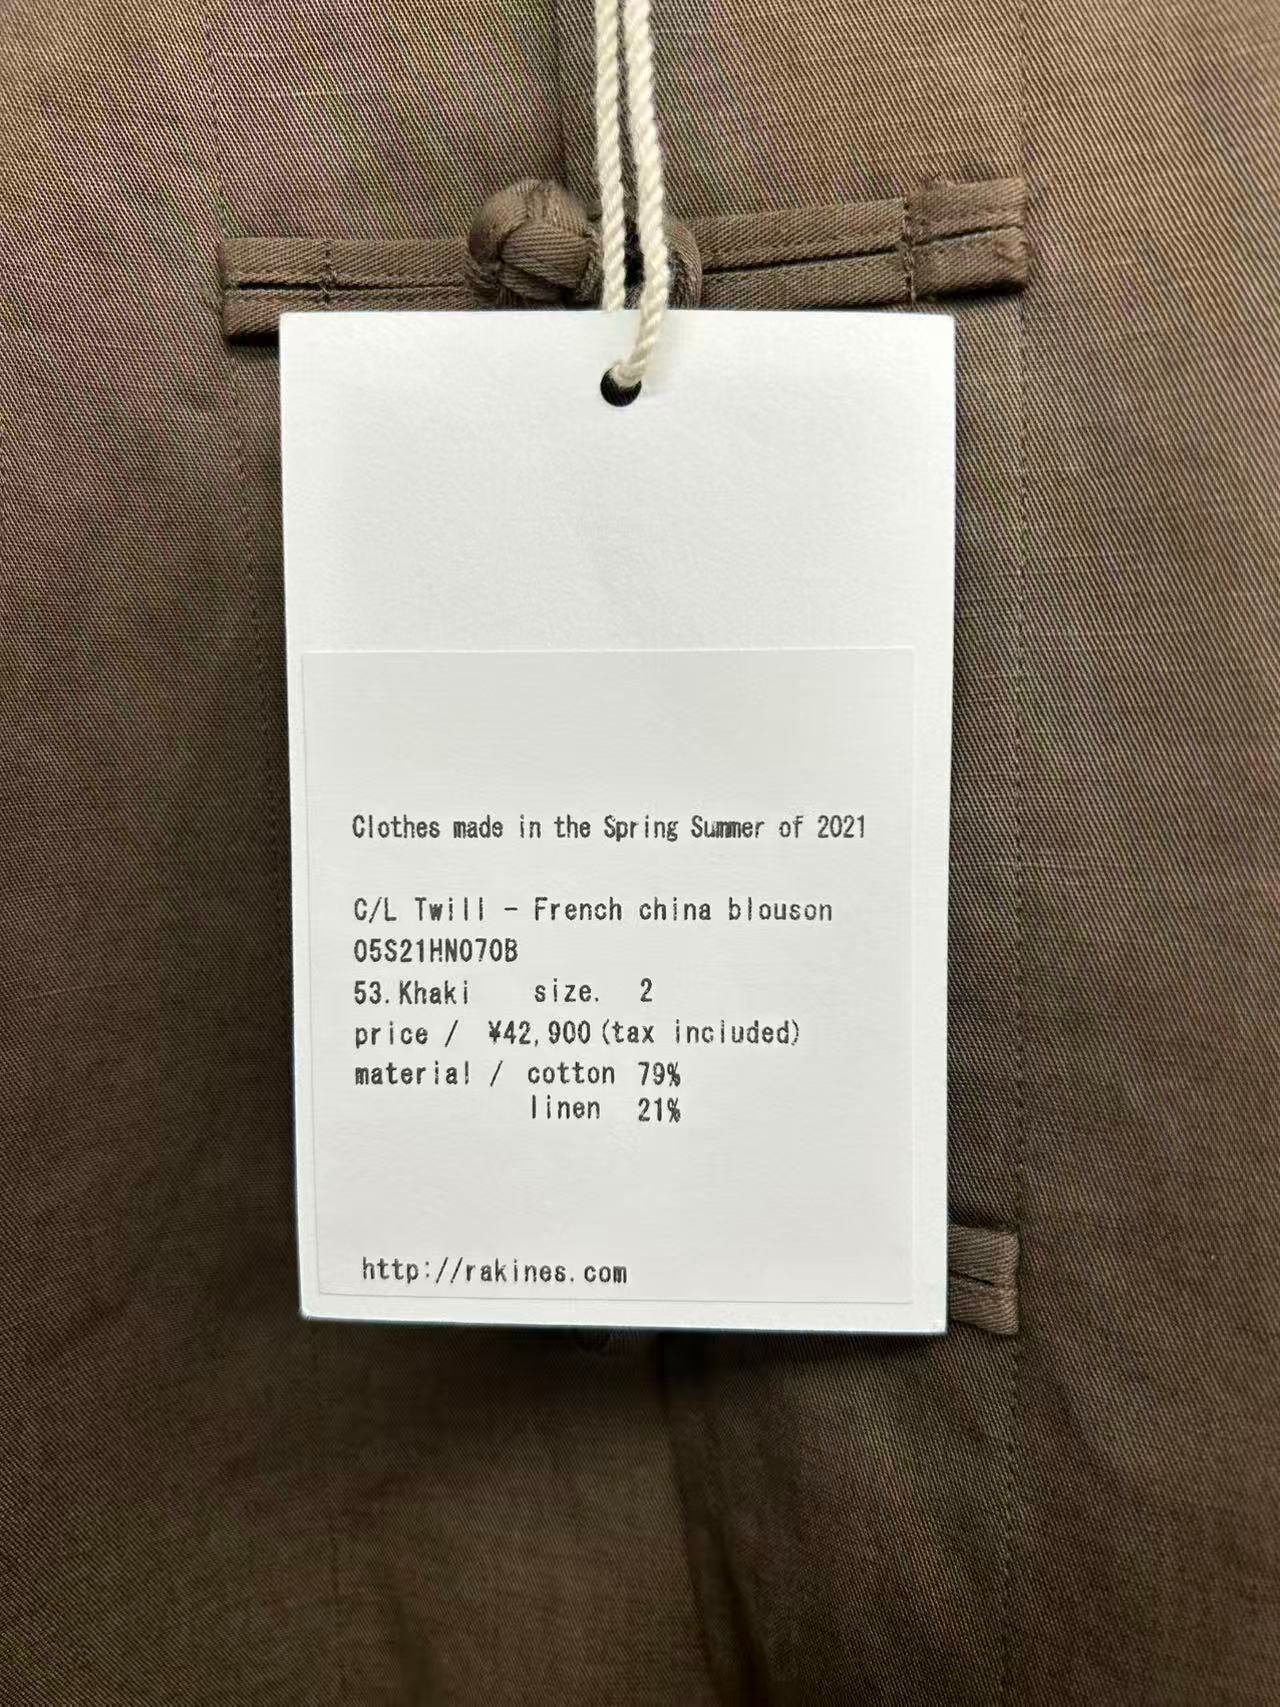 Clothes made in the Spring Summer of 2021
C/L Twill - French china blouson
05S21HN070B
53.Khaki size. 2
price / ¥42,900(tax included)
material / cotton 79%
linen 21%
http://rakines.com